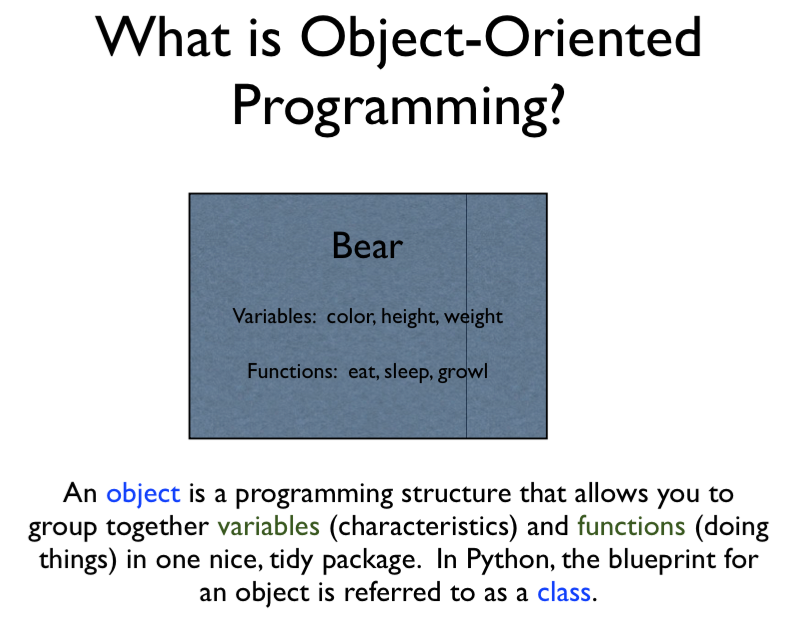 What is Object-Oriented
Programming?
Bear
Variables: color, height, weight
Functions: eat, sleep, growl
An object is a programming structure that allows you to
group together variables (characteristics) and functions (doing
things) in one nice, tidy package. In Python, the blueprint for
an object is referred to as a class.